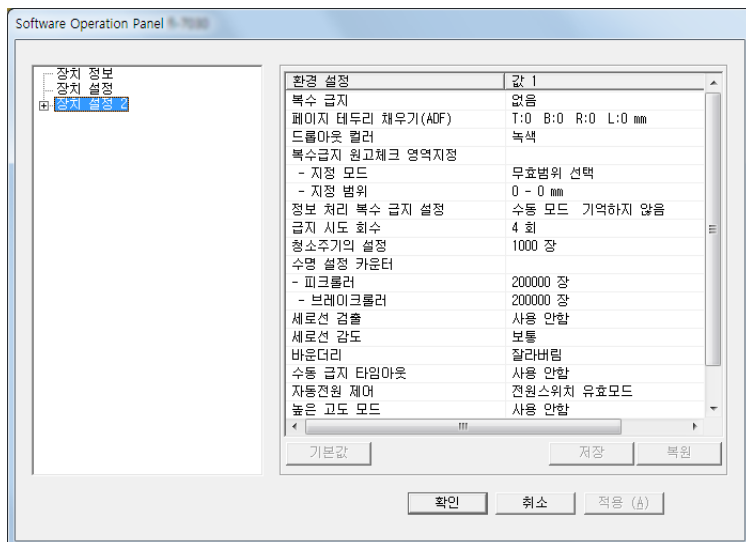 Software Operation Panel
장치 정보
장치 설정
장치 설정 2
환경 설정 값 1
복수 급지 없음
페이지 테두리 채우기(ADF) T:0 B:0 R:0 L:0 mm
드롭아웃 컬러 녹색
복수급지 원고체크 영역지정
- 지정 모드 무효범위 선택
- 지정 범위 0 - 0 mm
정보 처리 복수 급지 설정 수동 모드 기억하지 않음
급지 시도 회수 4 회
청소주기의 설정 1000 장
수명 설정 카운터
- 피크롤러 200000 장
- 브레이크롤러 200000 장
세로선 검출 사용 안함
세로선 감도 보통
바운더리 잘라버림
수동 급지 타임아웃 사용 안함
자동전원 제어 전원스위치 유효모드
높은 고도 모드 사용 안함
기본값 저장 복원
확인 취소 적용 (A)